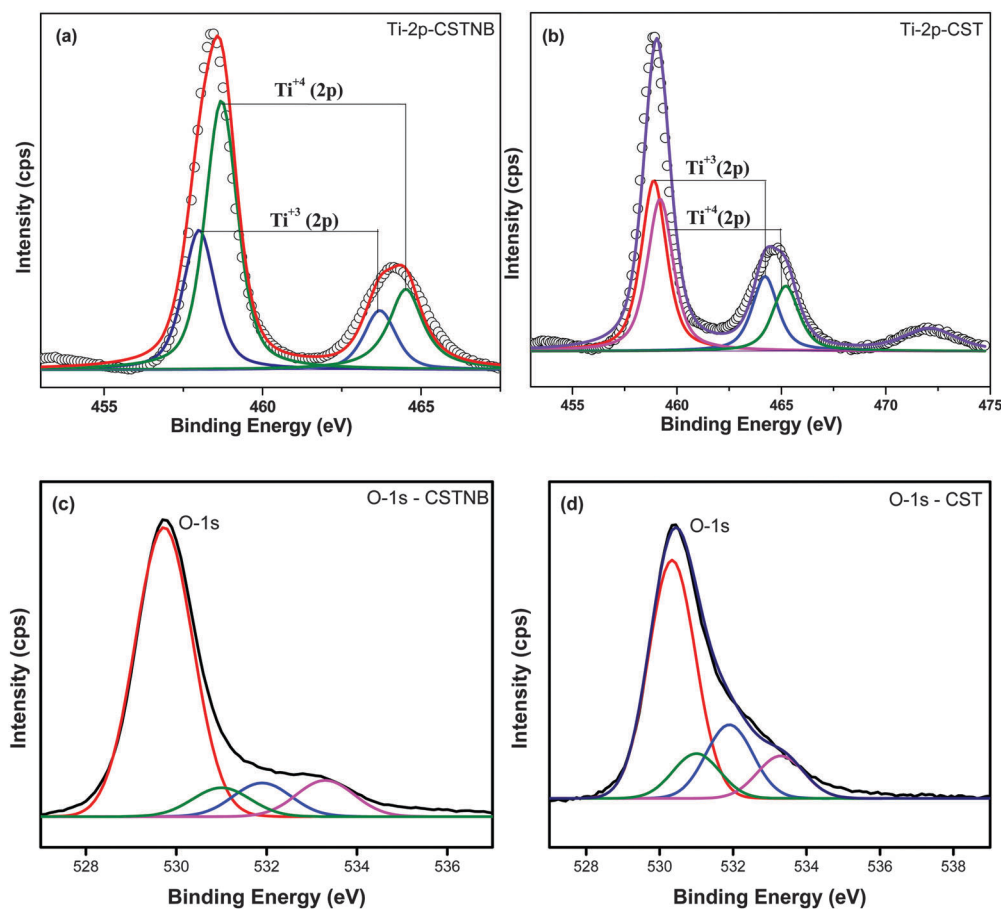 (a)
Ti-2p-CSTNB
Ti+4 (2p)
Ti+3 (2p)
Intensity (cps)
455 460 465
Binding Energy (eV)
(b)
Ti-2p-CST
Ti+3 (2p)
Ti+4 (2p)
Intensity (cps)
455 460 465 470 475
Binding Energy (eV)
(c)
O-1s - CSTNB
O-1s
Intensity (cps)
528 530 532 534 536
Binding Energy (eV)
(d)
O-1s - CST
O-1s
Intensity (cps)
528 530 532 534 536 538
Binding Energy (eV)